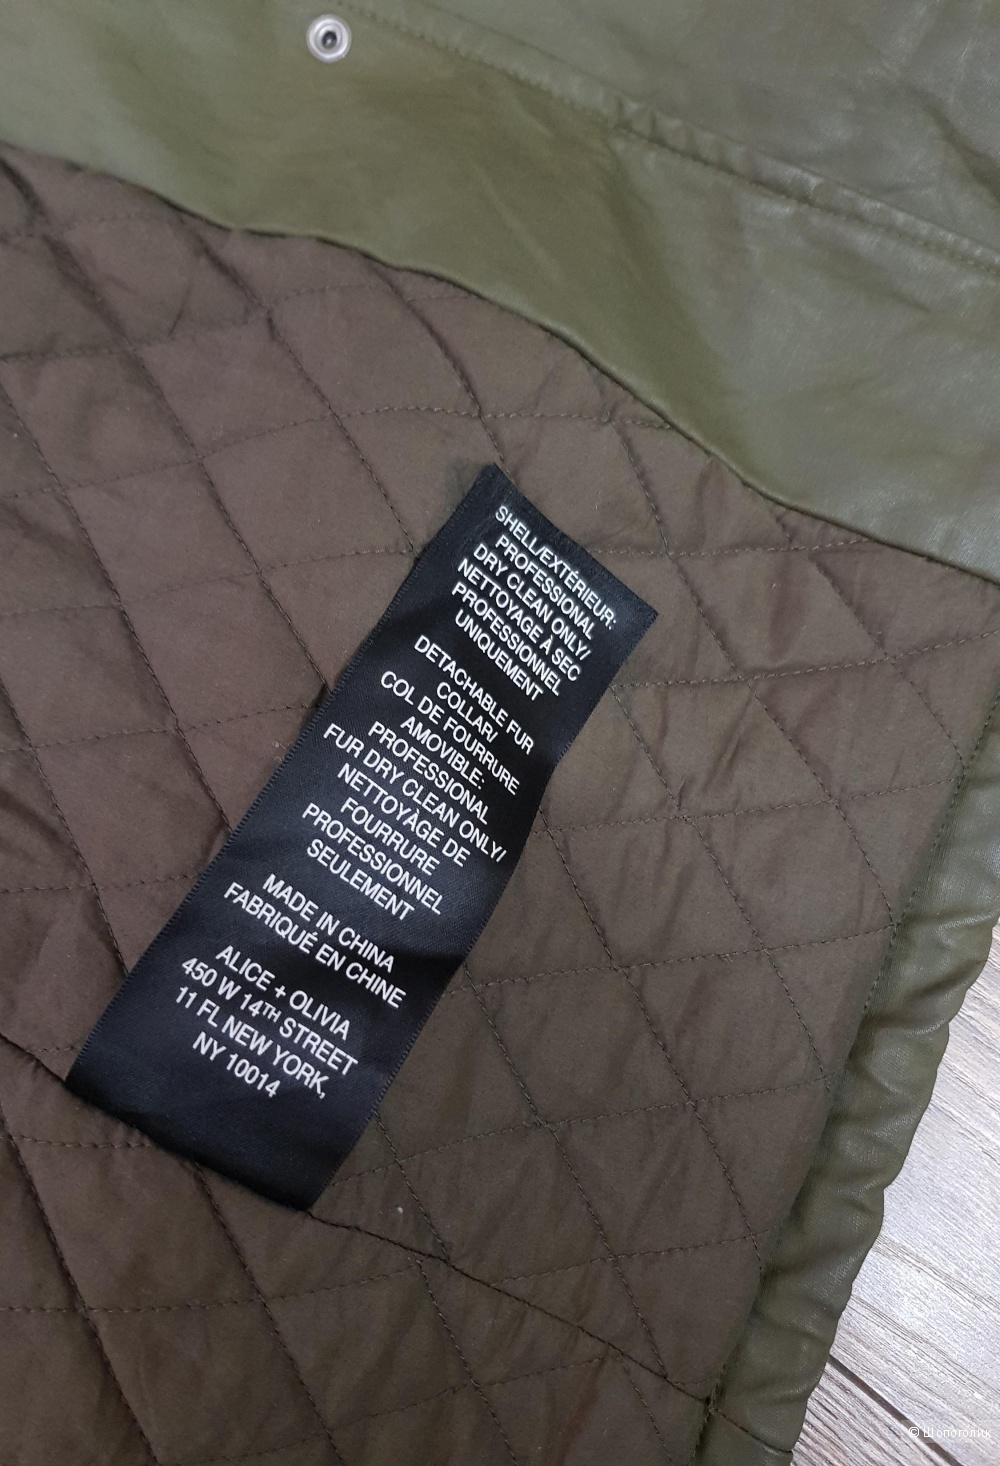 SHELL/EXTÉRIEUR:
PROFESSIONAL
DRY CLEAN ONLY/
NETTOYAGE À SEC
PROFESSIONNEL
UNIQUEMENT
DETACHABLE FUR
COLLAR/
COL DE FOURRURE
AMOVIBLE:
PROFESSIONAL
FUR DRY CLEAN ONLY/
NETTOYAGE DE
FOURRURE
PROFESSIONNEL
SEULEMENT
MADE IN CHINA
FABRIQUÉ EN CHINE
ALICE + OLIVIA
450 W 14TH STREET
11 FL NEW YORK,
NY 10014
© Шопоголик